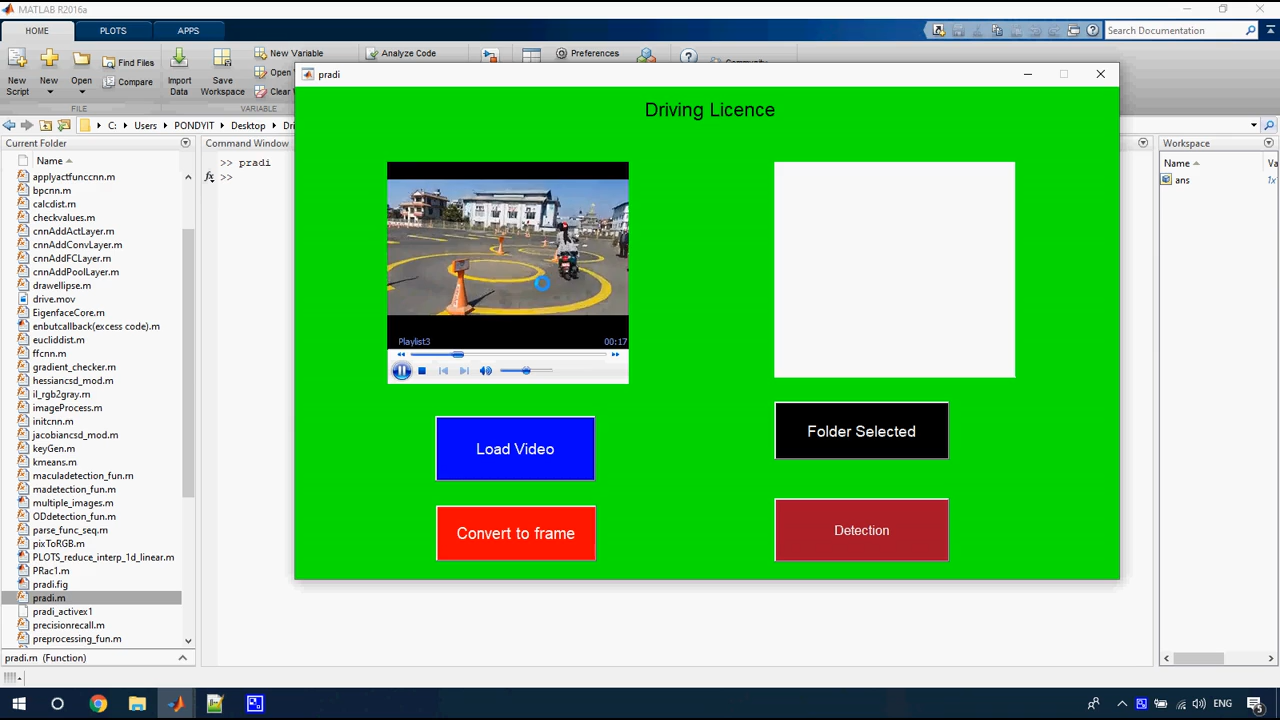 MATLAB R2016a
HOME
PLOTS
APPS
Search Documentation
New Script
New
Open
Find Files
Compare
Import Data
Save Workspace
New Variable
Open
Clear
Analyze Code
Preferences
FILE
VARIABLE
C:
Users
PONDYIT
Desktop
Current Folder
Command Window
Workspace
Name
Name
ans
>> pradi
>>
applyactfunccnn.m
bpcnn.m
calcdist.m
checkvalues.m
cnnAddActLayer.m
cnnAddConvLayer.m
cnnAddFCLayer.m
cnnAddPoolLayer.m
drawellipse.m
drive.mov
EigenfaceCore.m
enbutcallback(excess code).m
eucliddist.m
ffcnn.m
gradient_checker.m
hessiancsd_mod.m
il_rgb2gray.m
imageProcess.m
initcnn.m
jacobiancsd_mod.m
keyGen.m
kmeans.m
maculadetection_fun.m
madetection_fun.m
multiple_images.m
ODdetection_fun.m
parse_func_seq.m
pixToRGB.m
PLOTS_reduce_interp_1d_linear.m
PRac1.m
pradi.fig
pradi.m
pradi_activex1
precisionrecall.m
preprocessing_fun.m
pradi.m (Function)
pradi
Driving Licence
Playlist3
00:17
Load Video
Folder Selected
Convert to frame
Detection
ENG